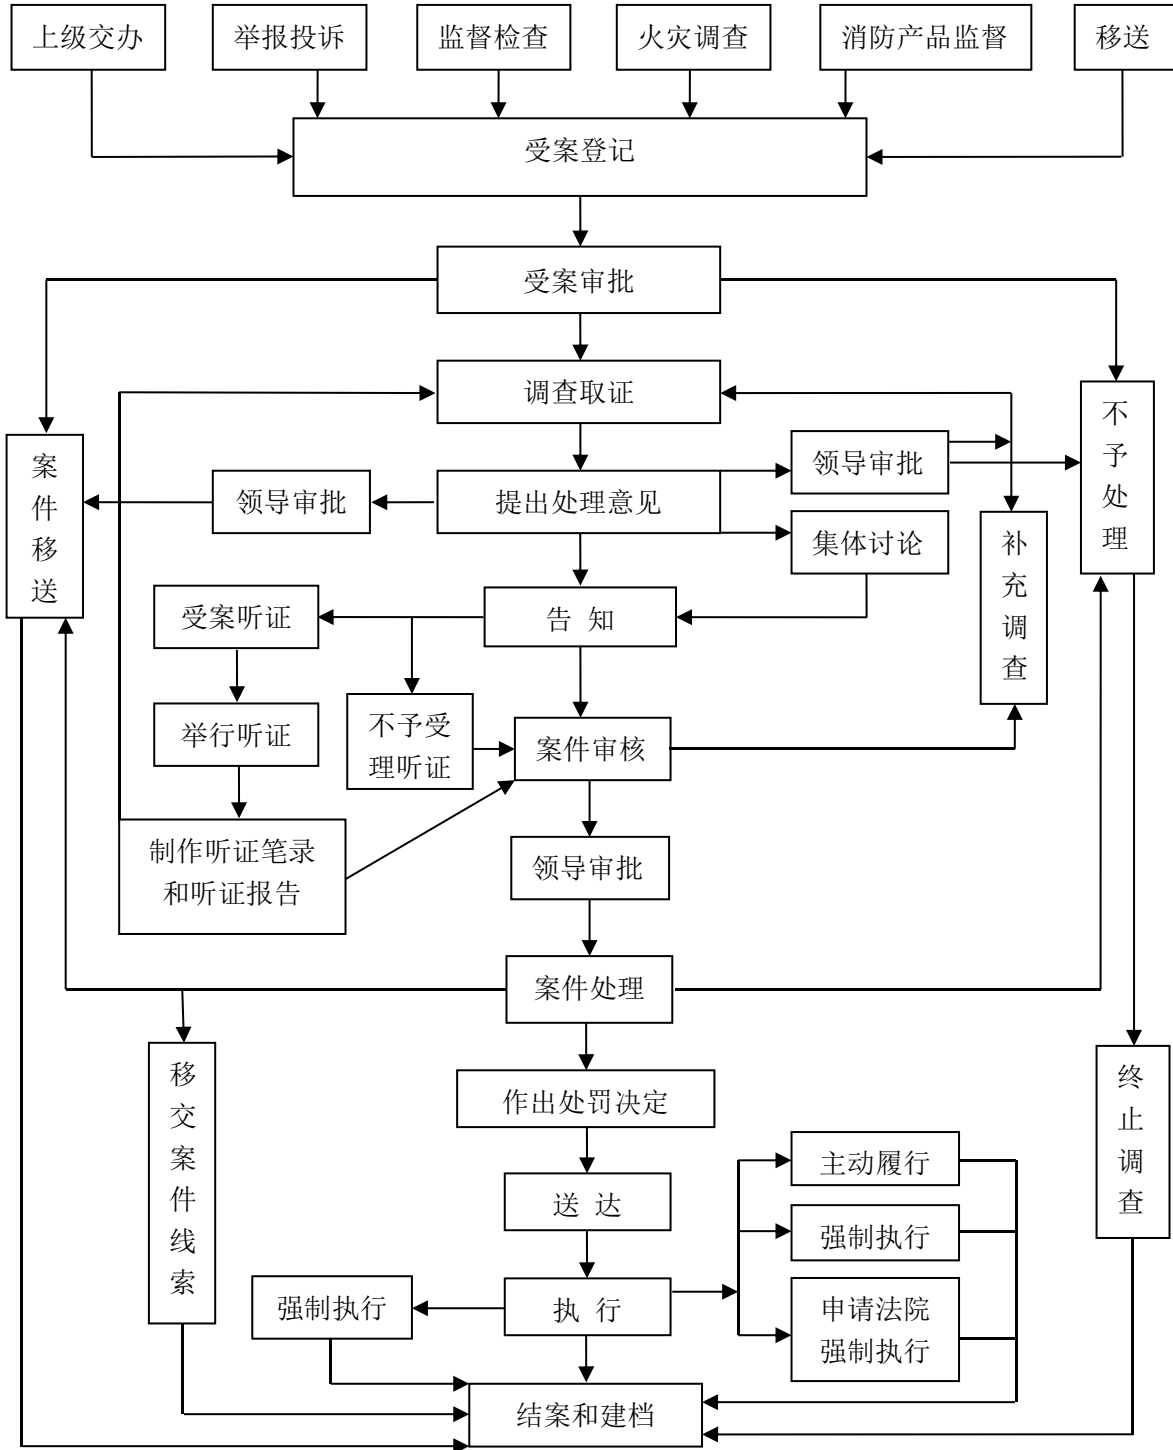 上级交办
举报投诉
监督检查
火灾调查
消防产品监督
移送
受案登记
受案审批
调查取证
不予处理
案件移送
领导审批
提出处理意见
领导审批
集体讨论
补充调查
受案听证
告 知
举行听证
不予受
理听证
案件审核
制作听证笔录
和听证报告
领导审批
案件处理
移交案件线索
作出处罚决定
终止调查
送 达
主动履行
强制执行
强制执行
执 行
申请法院
强制执行
结案和建档